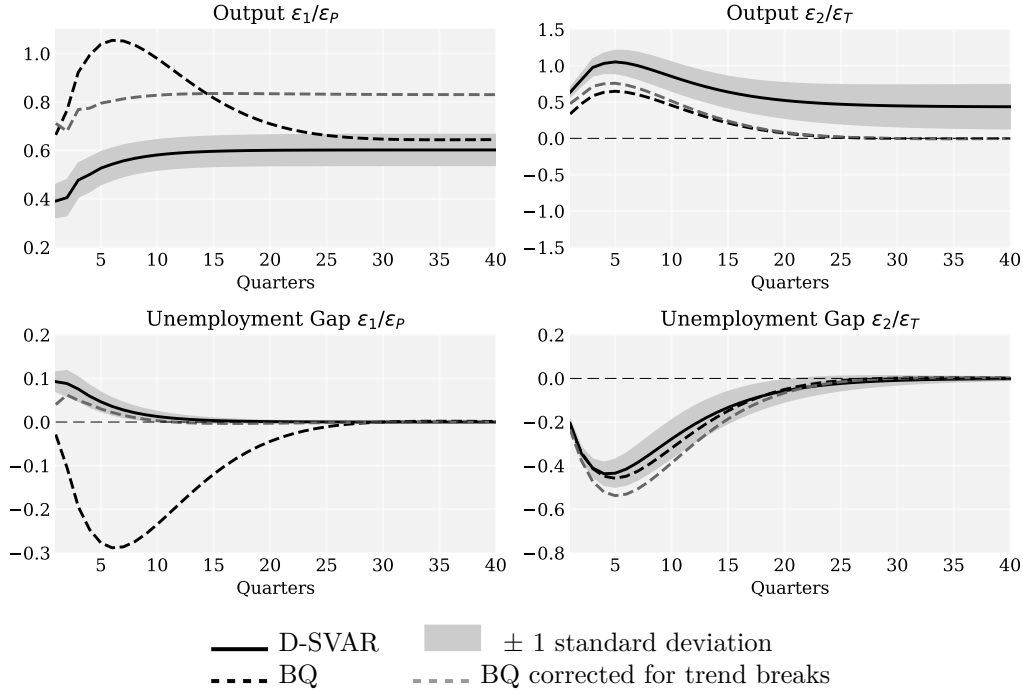 Output ε₁/ε_P
1.0
0.8
0.6
0.4
0.2
5 10 15 20 25 30 35 40
Quarters
Output ε₂/ε_T
1.5
1.0
0.5
0.0
−0.5
−1.0
−1.5
5 10 15 20 25 30 35 40
Quarters
Unemployment Gap ε₁/ε_P
0.2
0.1
0.0
−0.1
−0.2
−0.3
5 10 15 20 25 30 35 40
Quarters
Unemployment Gap ε₂/ε_T
0.2
0.0
−0.2
−0.4
−0.6
−0.8
5 10 15 20 25 30 35 40
Quarters
D-SVAR ± 1 standard deviation
BQ BQ corrected for trend breaks